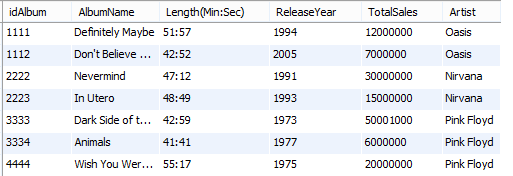 idAlbum AlbumName Length(Min:Sec) ReleaseYear TotalSales Artist
1111 Definitely Maybe 51:57 1994 12000000 Oasis
1112 Don't Believe ... 42:52 2005 7000000 Oasis
2222 Nevermind 47:12 1991 30000000 Nirvana
2223 In Utero 48:49 1993 15000000 Nirvana
3333 Dark Side of t... 42:59 1973 50001000 Pink Floyd
3334 Animals 41:41 1977 6000000 Pink Floyd
4444 Wish You Wer... 55:17 1975 20000000 Pink Floyd